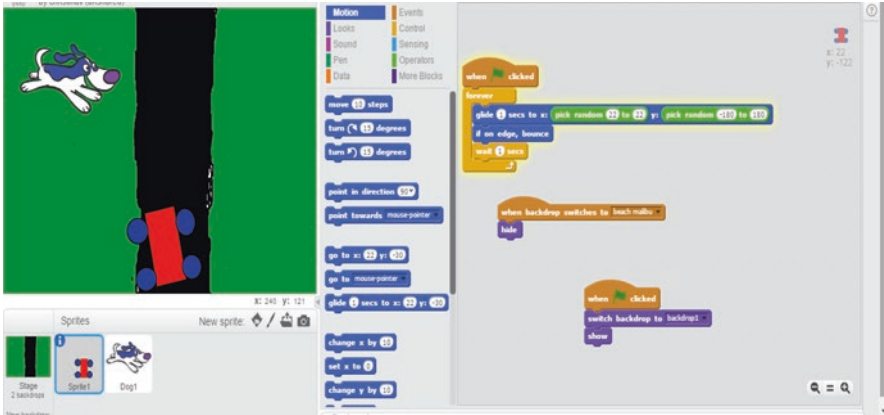 by
Motion Events
Looks Control
Sound Sensing
Pen Operators
Data More Blocks
move 10 steps
turn 15 degrees
turn 15 degrees
point in direction 90
point towards mouse-pointer
go to x: 22 y: -30
go to mouse-pointer
glide 1 secs to x: 22 y: -30
change x by 10
set x to 0
change y by 10
x: 22
y: -122
when clicked
forever
glide 1 secs to x: pick random 22 to 22 y: pick random -180 to 180
if on edge, bounce
wait 1 secs
when backdrop switches to beach malibu
hide
when clicked
switch backdrop to backdrop1
show
X: 240 y: 121
Sprites New sprite:
Stage
2 backdrops
Sprite1
Dog1